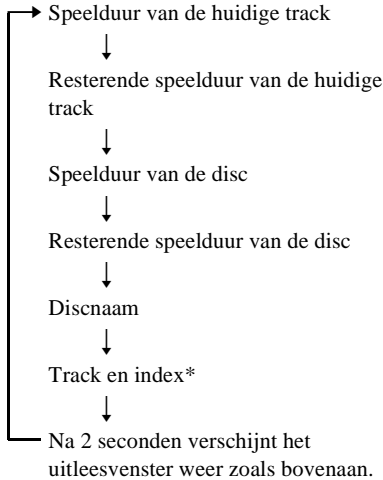 Speelduur van de huidige track
Resterende speelduur van de huidige
track
Speelduur van de disc
Resterende speelduur van de disc
Discnaam
Track en index*
Na 2 seconden verschijnt het
uitleesvenster weer zoals bovenaan.